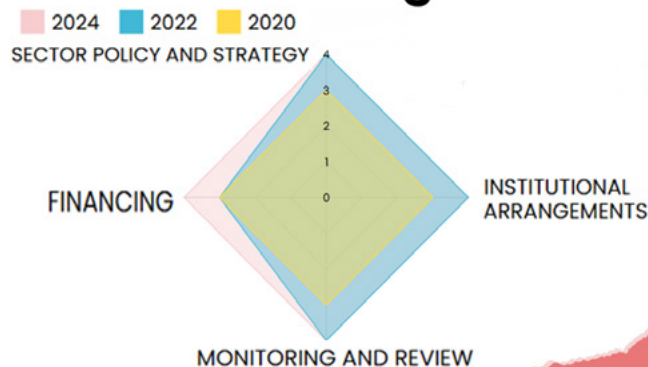 2024 2022 2020
SECTOR POLICY AND STRATEGY
4
3
2
1
0
FINANCING
INSTITUTIONAL
ARRANGEMENTS
MONITORING AND REVIEW